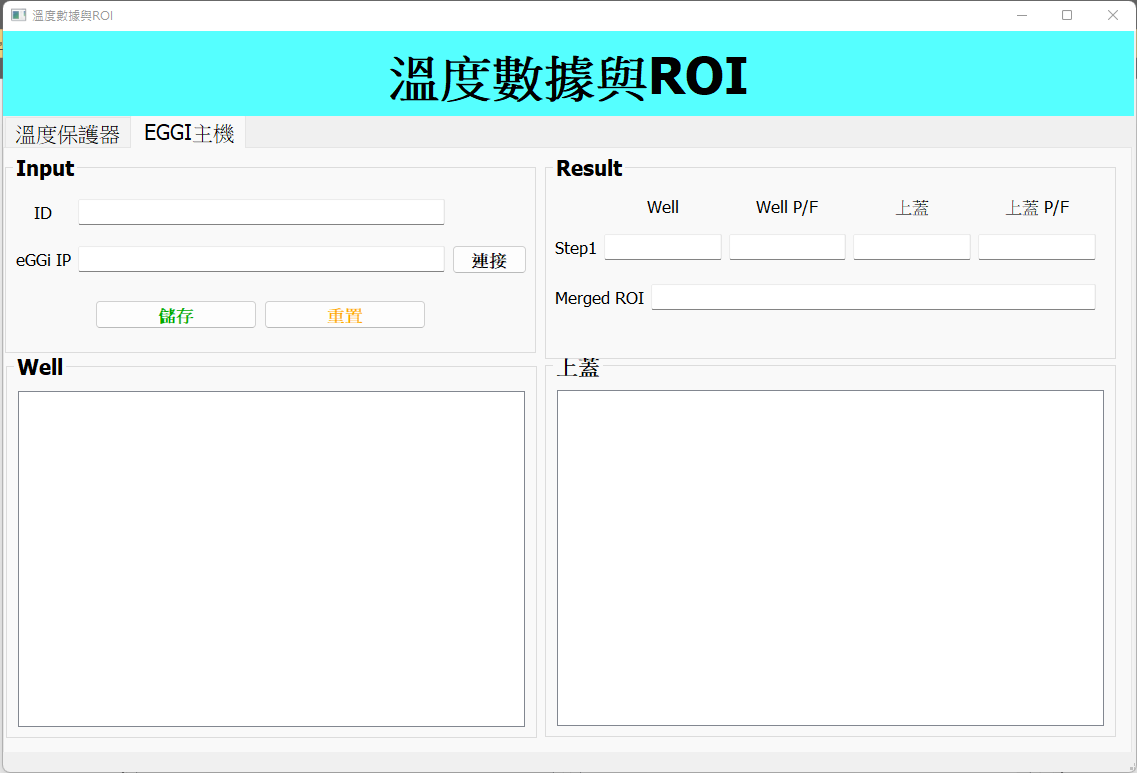 溫度數據與ROI
溫度數據與ROI
溫度保護器 EGGI主機
Input
ID
eGGi IP 連接
儲存 重置
Result
Well Well P/F 上蓋 上蓋 P/F
Step1
Merged ROI
Well
上蓋